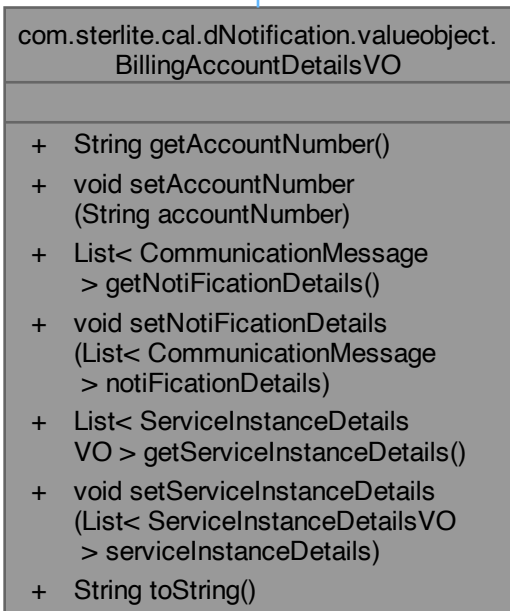 com.sterlite.cal.dNotification.valueobject.
BillingAccountDetailsVO
+ String getAccountNumber()
+ void setAccountNumber
(String accountNumber)
+ List< CommunicationMessage
> getNotiFicationDetails()
+ void setNotiFicationDetails
(List< CommunicationMessage
> notiFicationDetails)
+ List< ServiceInstanceDetails
VO > getServiceInstanceDetails()
+ void setServiceInstanceDetails
(List< ServiceInstanceDetailsVO
> serviceInstanceDetails)
+ String toString()